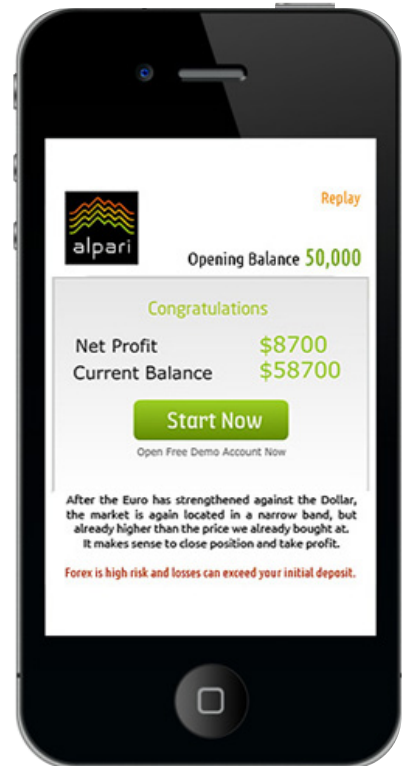 Replay
alpari
Opening Balance 50,000
Congratulations
Net Profit $8700
Current Balance $58700
Start Now
Open Free Demo Account Now
After the Euro has strengthened against the Dollar,
the market is again located in a narrow band, but
already higher than the price we already bought at.
It makes sense to close position and take profit.
Forex is high risk and losses can exceed your initial deposit.